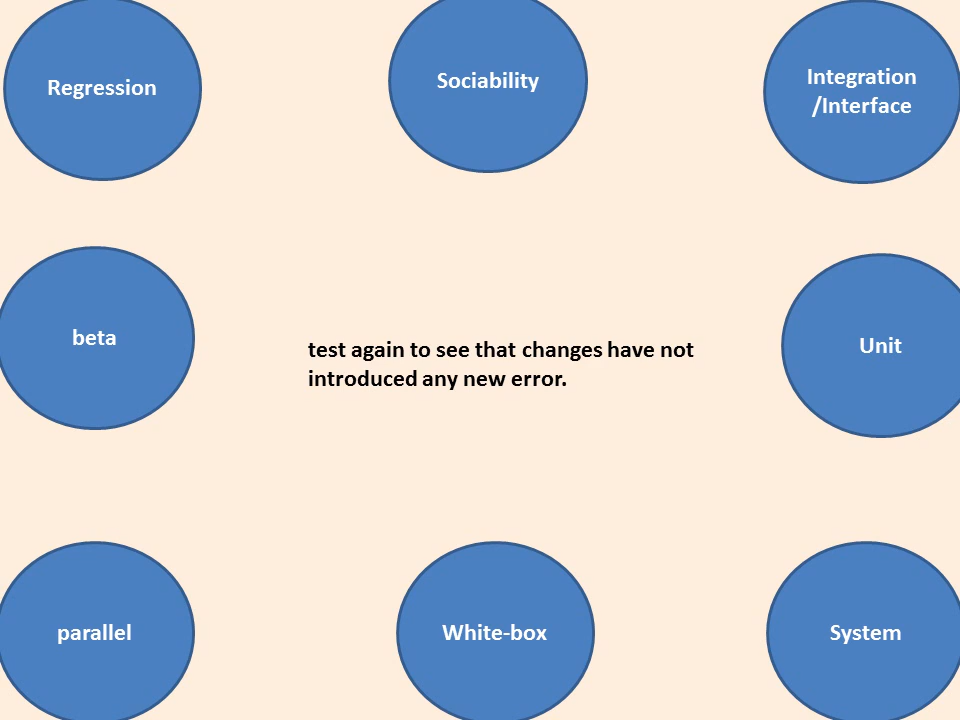 Regression
Sociability
Integration
/Interface
beta
test again to see that changes have not
introduced any new error.
Unit
parallel
White-box
System